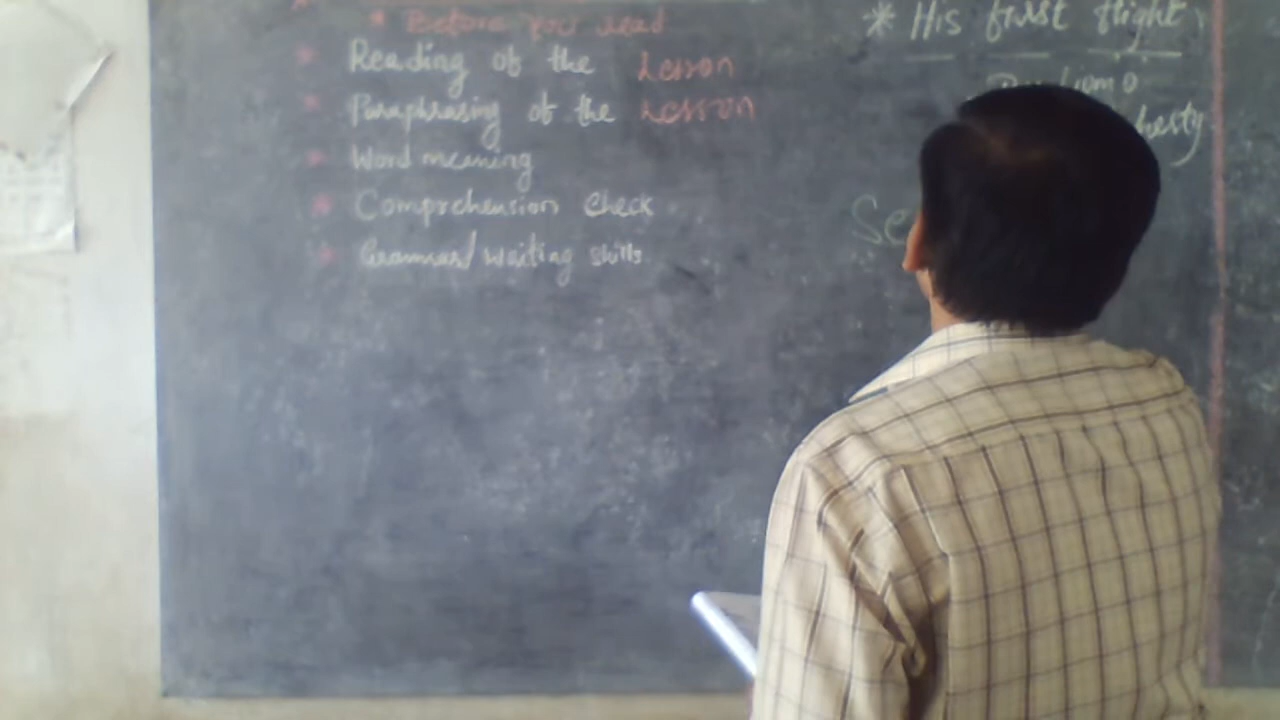 * Before you read
* Reading of the Lesson
* Paraphrasing of the Lesson
* Word meaning
* Comprehension Check
* Grammar/writing skills
* His first flight